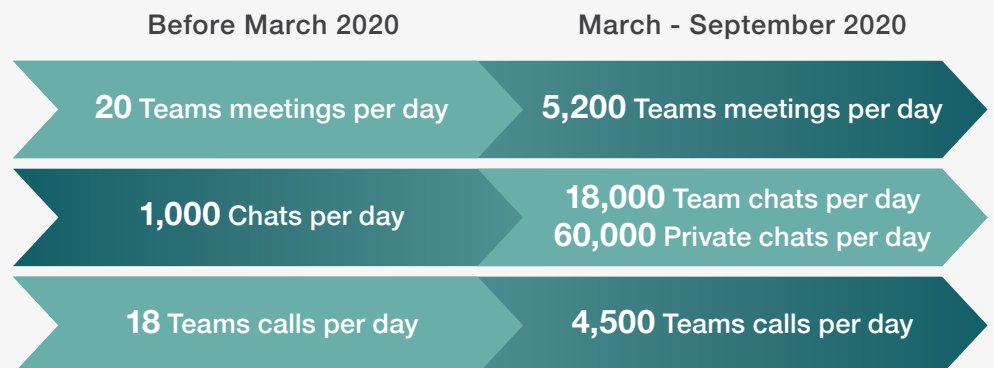 Before March 2020
March - September 2020
20 Teams meetings per day
5,200 Teams meetings per day
1,000 Chats per day
18,000 Team chats per day
60,000 Private chats per day
18 Teams calls per day
4,500 Teams calls per day